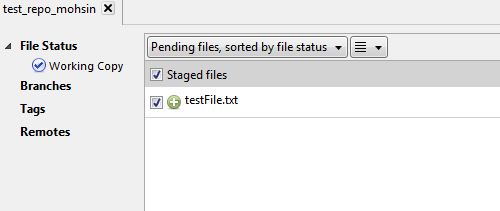 test_repo_mohsin
File Status
Working Copy
Branches
Tags
Remotes
Pending files, sorted by file status
Staged files
testFile.txt